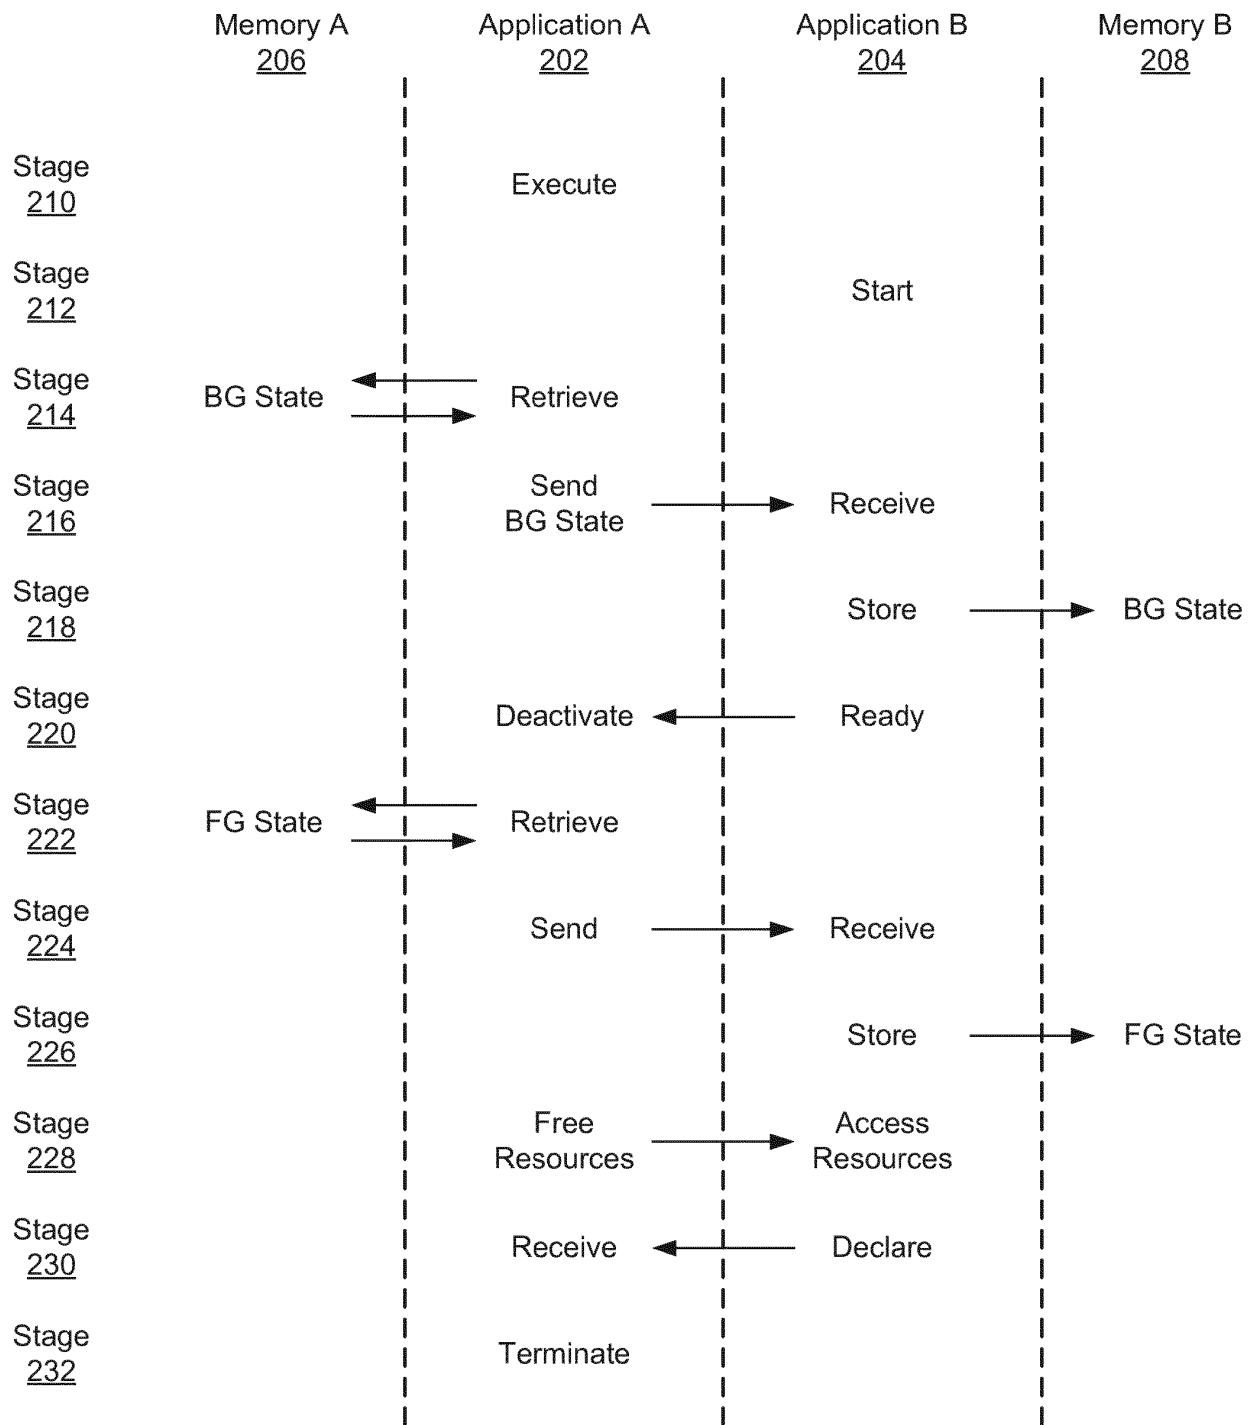 Memory A
Application A
Application B
Memory B
206
202
204
208
Stage
210
Execute
Stage
212
Start
Stage
214
BG State
Retrieve
Stage
216
Send
BG State
Receive
Stage
218
Store
BG State
Stage
220
Deactivate
Ready
Stage
222
FG State
Retrieve
Stage
224
Send
Receive
Stage
226
Store
FG State
Stage
228
Free
Resources
Access
Resources
Stage
230
Receive
Declare
Stage
232
Terminate